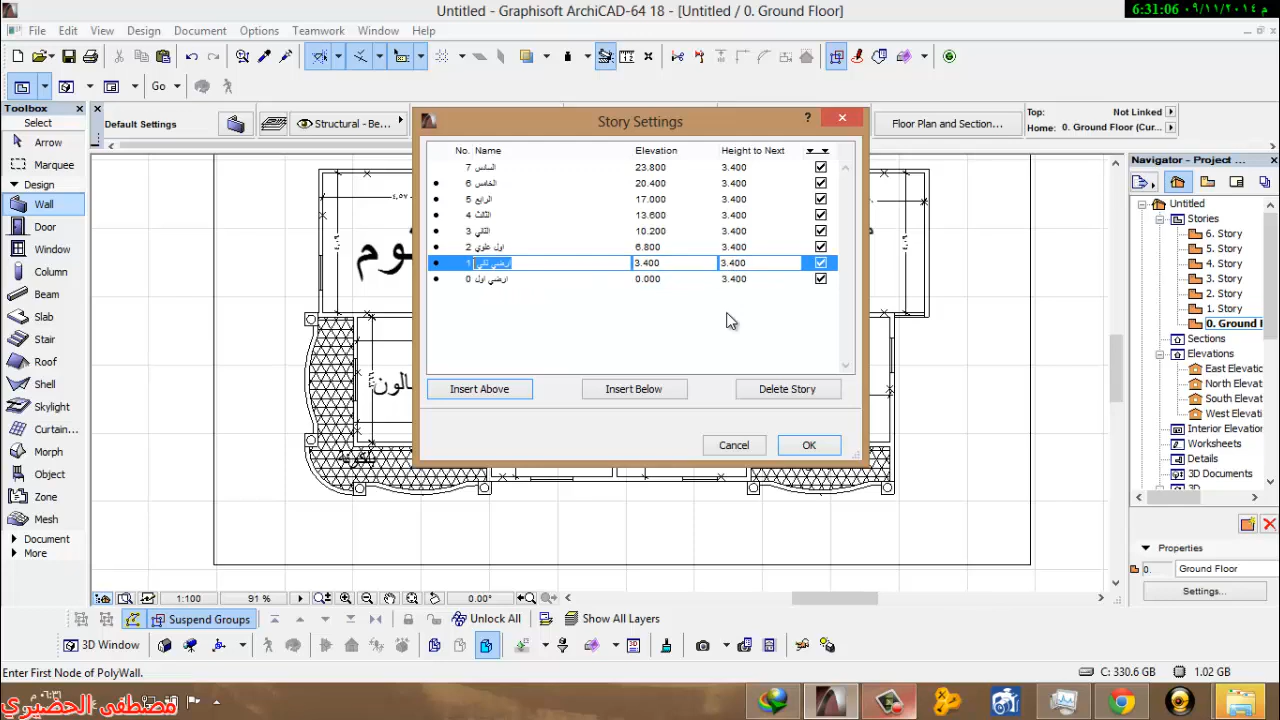 Untitled - Graphisoft ArchiCAD-64 18 - [Untitled / 0. Ground Floor]
6:31:06 م ٠٩/١١/٢٠١٤
File Edit View Design Document Options Teamwork Window Help
Go
Toolbox
Select
Arrow
Marquee
Design
Wall
Door
Window
Column
Beam
Slab
Stair
Roof
Shell
Skylight
Curtain...
Morph
Object
Zone
Mesh
Document
More
Default Settings
Structural - Be...
Floor Plan and Section...
Top: Not Linked
Home: 0. Ground Floor (Cur...
Story Settings
No. Name Elevation Height to Next
7 السادس 23.800 3.400
6 الخامس 20.400 3.400
5 الرابع 17.000 3.400
4 الثالث 13.600 3.400
3 الثاني 10.200 3.400
2 اول علوي 6.800 3.400
1 ارضي ثاني 3.400 3.400
0 ارضي اول 0.000 3.400
Insert Above Insert Below Delete Story
Cancel OK
Navigator - Project ...
Untitled
Stories
6. Story
5. Story
4. Story
3. Story
2. Story
1. Story
0. Ground
Sections
Elevations
East Elevatio
North Elevat
South Elevat
West Elevati
Interior Elevation
Worksheets
Details
3D Documents
3D
Properties
0. Ground Floor
Settings...
1:100 91 % 0.00°
Suspend Groups Unlock All Show All Layers
3D Window
Enter First Node of PolyWall. C: 330.6 GB 1.02 GB
مصطفى الحضيري